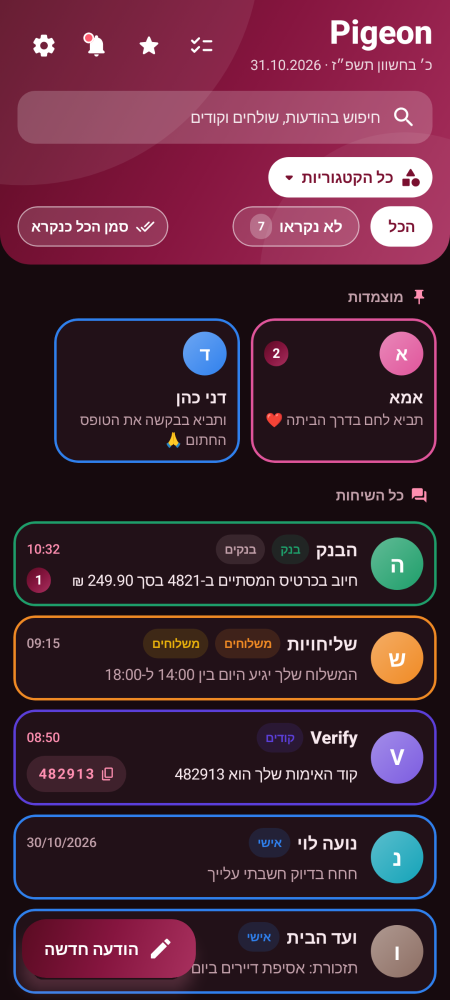 Pigeon
כ׳ בחשוון תשפ״ז · 31.10.2026
חיפוש בהודעות, שולחים וקודים
כל הקטגוריות
הכל
לא נקראו 7
סמן הכל כנקרא
מוצמדות
א
2
אמא
תביא לחם בדרך הביתה ❤️
ד
דני כהן
ותביא בבקשה את הטופס
החתום 🙏
כל השיחות
ה
הבנק בנק בנקים 10:32
חיוב בכרטיס המסתיים ב-4821 בסך 249.90 ₪ 1
ש
שליחויות משלוחים משלוחים 09:15
המשלוח שלך יגיע היום בין 14:00 ל-18:00
V
Verify קודים 08:50
קוד האימות שלך הוא 482913 482913
נ
נועה לוי אישי 30/10/2026
חחח בדיוק חשבתי עלייך
ו
ועד הבית אישי
תזכורת: אסיפת דיירים ביום
הודעה חדשה